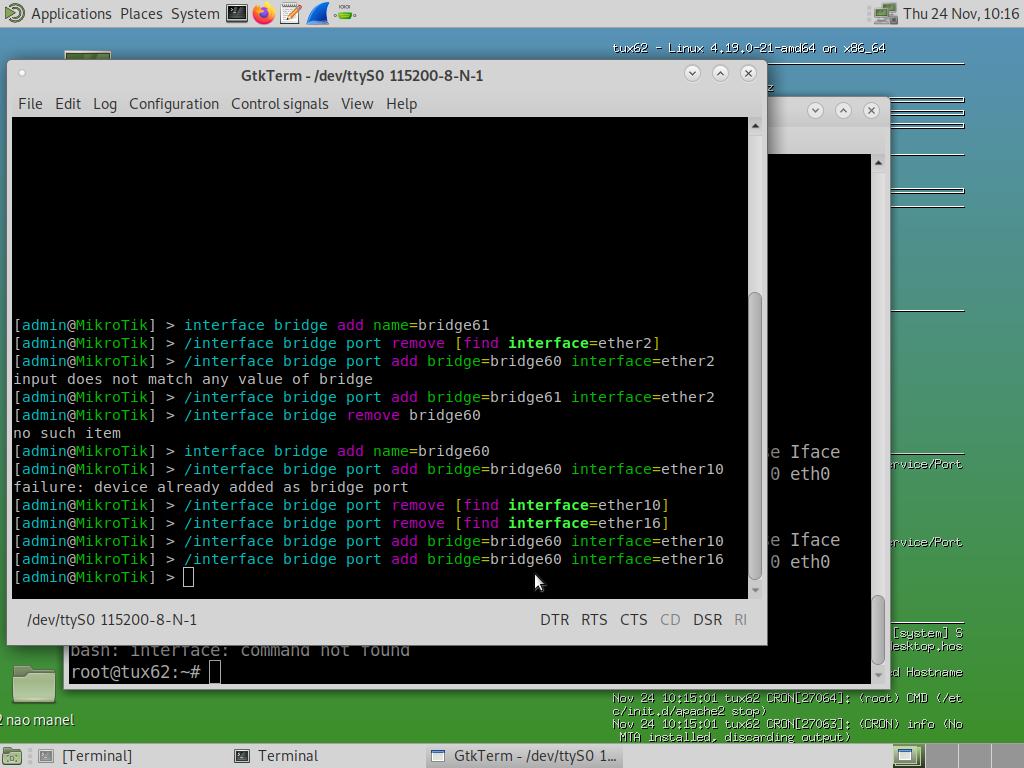 Applications Places System Thu 24 Nov, 10:16
tux62 - Linux 4.19.0-21-amd64 on x86_64
GtkTerm - /dev/ttyS0 115200-8-N-1
File Edit Log Configuration Control signals View Help
[admin@MikroTik] > interface bridge add name=bridge61
[admin@MikroTik] > /interface bridge port remove [find interface=ether2]
[admin@MikroTik] > /interface bridge port add bridge=bridge60 interface=ether2
input does not match any value of bridge
[admin@MikroTik] > /interface bridge port add bridge=bridge61 interface=ether2
[admin@MikroTik] > /interface bridge remove bridge60
no such item
[admin@MikroTik] > interface bridge add name=bridge60
[admin@MikroTik] > /interface bridge port add bridge=bridge60 interface=ether10
failure: device already added as bridge port
[admin@MikroTik] > /interface bridge port remove [find interface=ether10]
[admin@MikroTik] > /interface bridge port remove [find interface=ether16]
[admin@MikroTik] > /interface bridge port add bridge=bridge60 interface=ether10
[admin@MikroTik] > /interface bridge port add bridge=bridge60 interface=ether16
[admin@MikroTik] >
/dev/ttyS0 115200-8-N-1 DTR RTS CTS CD DSR RI
z
e Iface
0 eth0
e Iface
0 eth0
ervice/Port
ervice/Port
bash: interface: command not found
root@tux62:~#
[system] S
esktop.hos
d Hostname
Nov 24 10:15:01 tux62 CRON[27064]: (root) CMD (/et
c/init.d/apache2 stop)
Nov 24 10:15:01 tux62 CRON[27063]: (CRON) info (No
MTA installed, discarding output)
2 nao manel
[Terminal] Terminal GtkTerm - /dev/ttyS0 1...